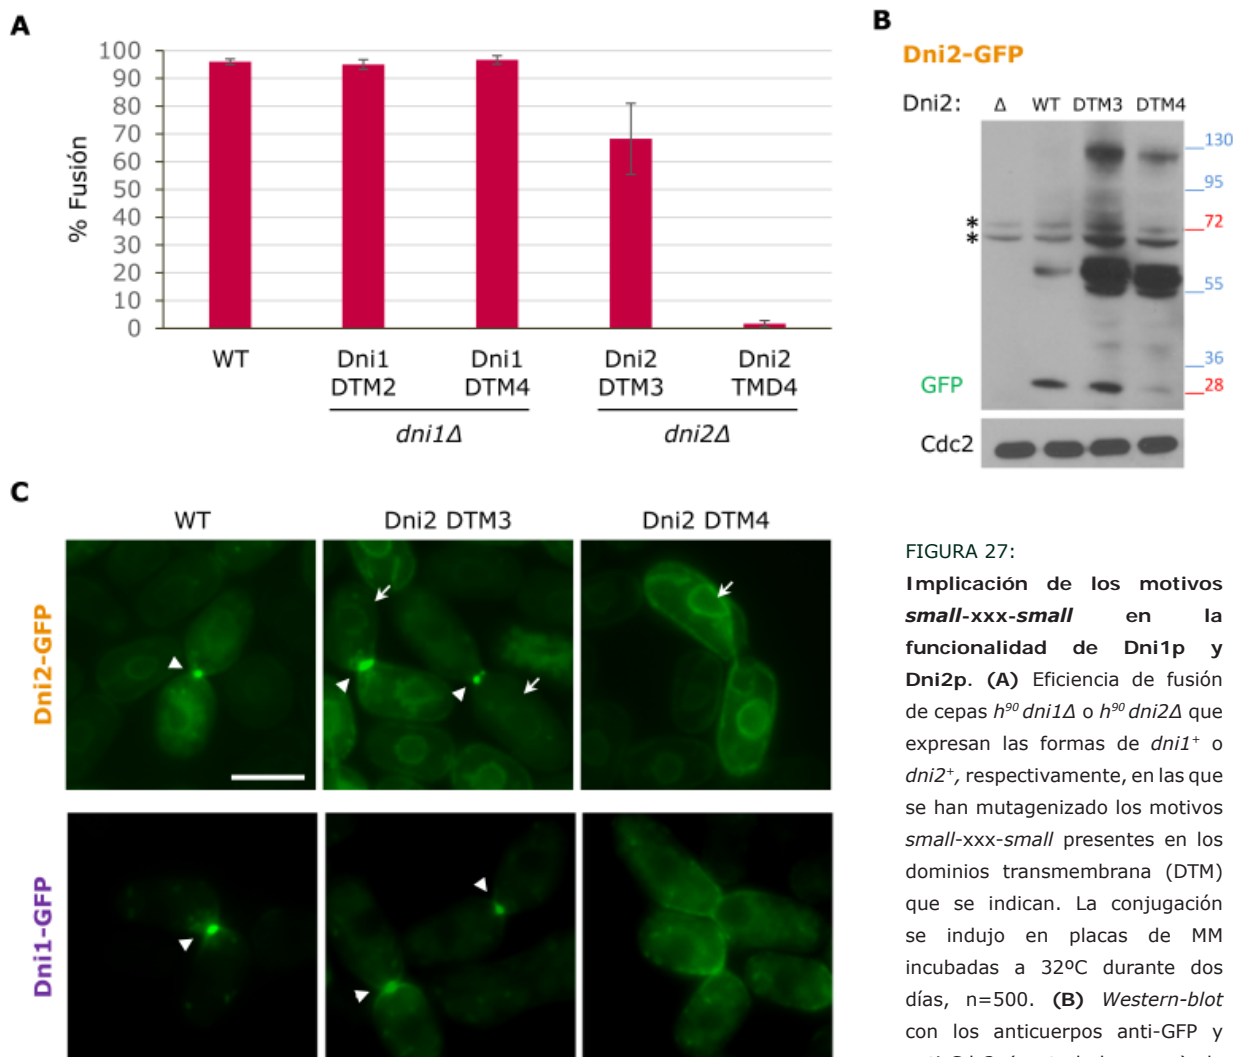 A
% Fusión
100
90
80
70
60
50
40
30
20
10
0
WT
Dni1
DTM2
Dni1
DTM4
Dni2
DTM3
Dni2
TMD4
dni1Δ
dni2Δ
B
Dni2-GFP
Dni2: Δ WT DTM3 DTM4
130
95
* 72
*
55
36
GFP 28
Cdc2
C
WT Dni2 DTM3 Dni2 DTM4
Dni2-GFP
Dni1-GFP
FIGURA 27:
Implicación de los motivos
small-xxx-small en la
funcionalidad de Dni1p y
Dni2p. (A) Eficiencia de fusión
de cepas h⁹⁰ dni1Δ o h⁹⁰ dni2Δ que
expresan las formas de dni1⁺ o
dni2⁺, respectivamente, en las que
se han mutagenizado los motivos
small-xxx-small presentes en los
dominios transmembrana (DTM)
que se indican. La conjugación
se indujo en placas de MM
incubadas a 32ºC durante dos
días, n=500. (B) Western-blot
con los anticuerpos anti-GFP y